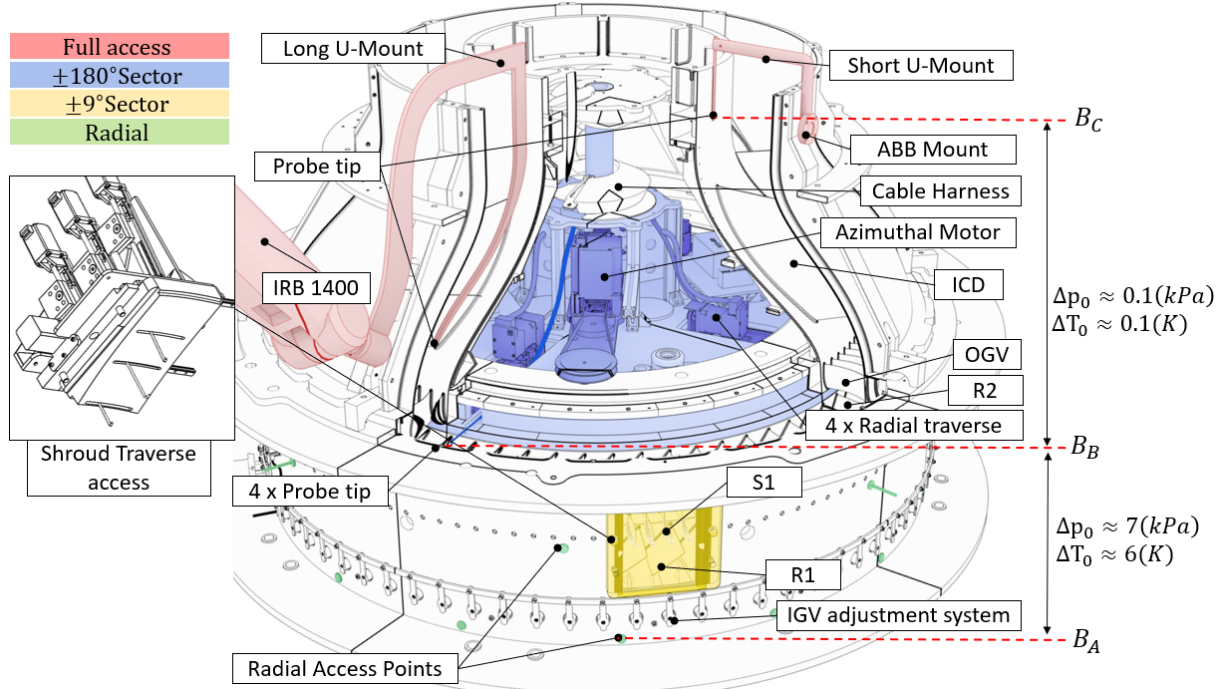 Full access
±180°Sector
±9°Sector
Radial
Long U-Mount
Short U-Mount
B_C
ABB Mount
Probe tip
Cable Harness
Azimuthal Motor
IRB 1400
ICD
Δp₀ ≈ 0.1(kPa)
ΔT₀ ≈ 0.1(K)
OGV
R2
4 x Radial traverse
B_B
Shroud Traverse
access
4 x Probe tip
S1
Δp₀ ≈ 7(kPa)
ΔT₀ ≈ 6(K)
R1
IGV adjustment system
B_A
Radial Access Points